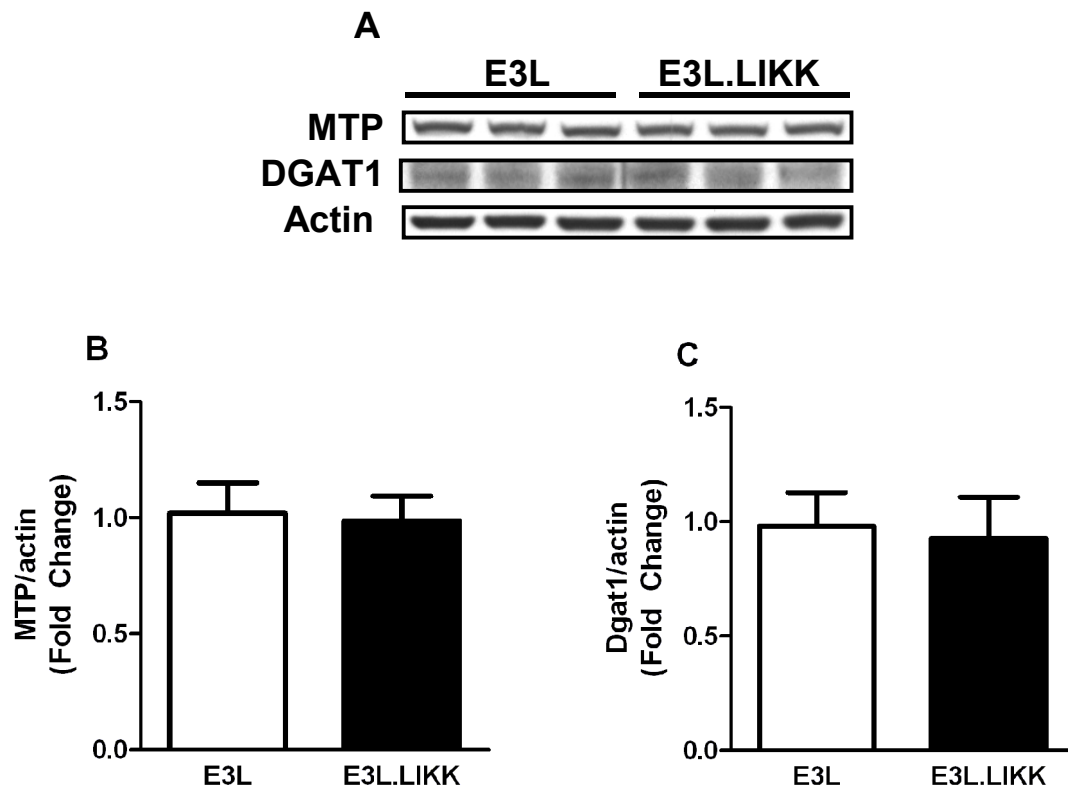 A
E3L E3L.LIKK
MTP
DGAT1
Actin
B
MTP/actin
(Fold Change)
1.5
1.0
0.5
0.0
E3L E3L.LIKK
C
Dgat1/actin
(Fold Change)
1.5
1.0
0.5
0.0
E3L E3L.LIKK